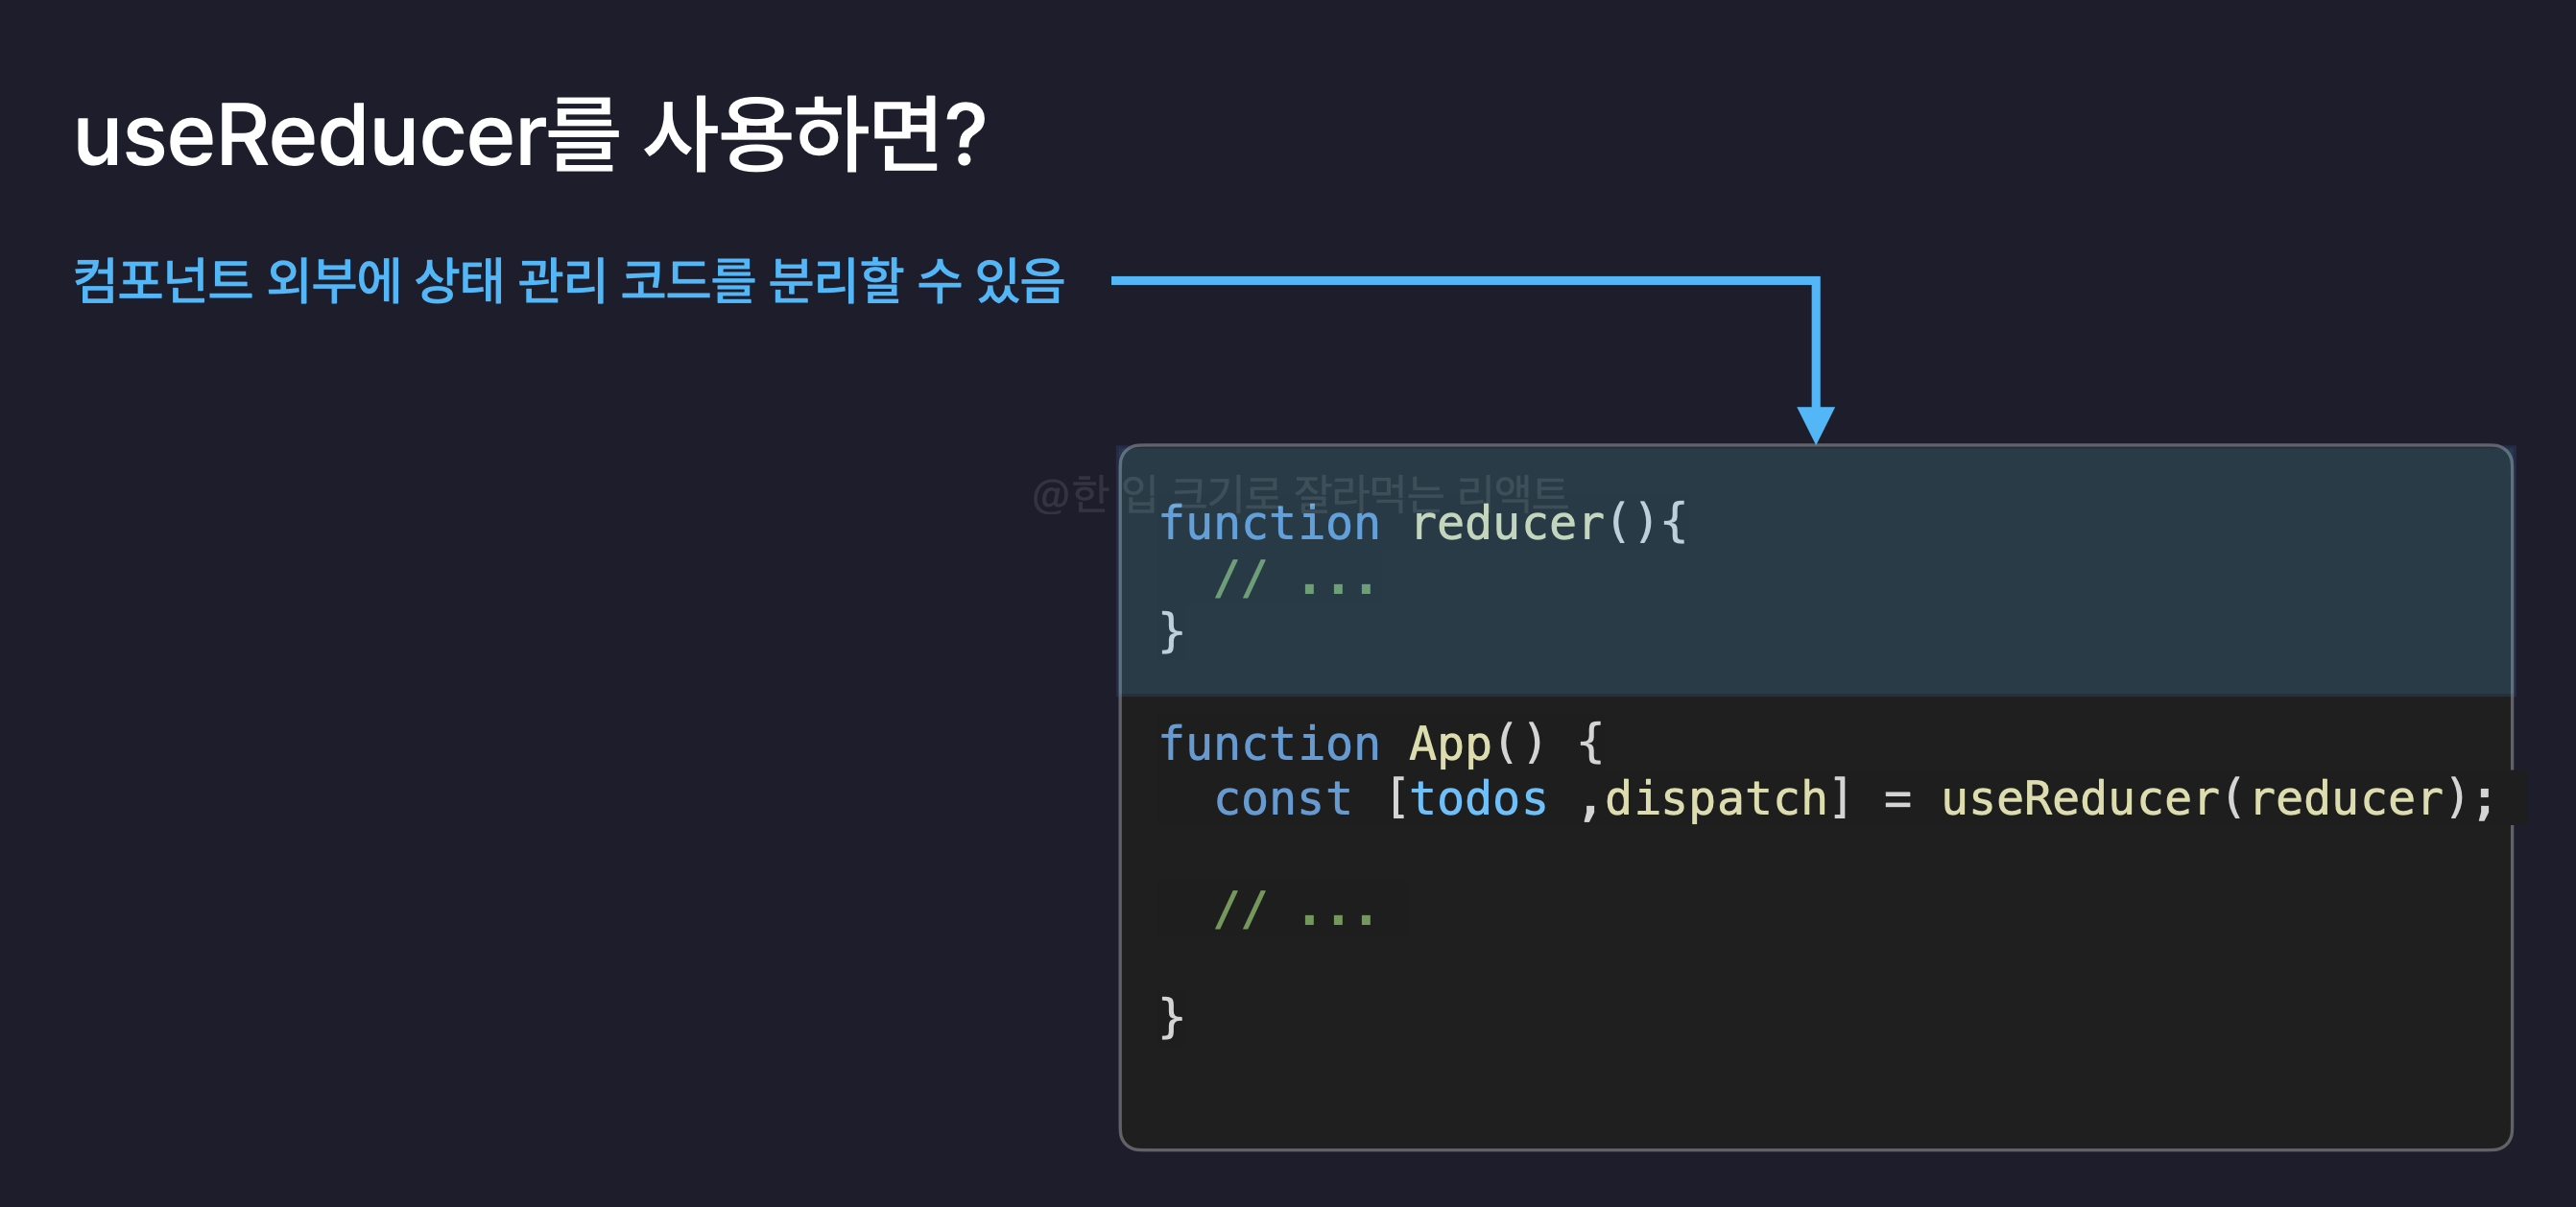 useReducer를 사용하면?
컴포넌트 외부에 상태 관리 코드를 분리할 수 있음
@한 입 크기로 잘라먹는 리액트
function reducer(){
  // ...
}
function App() {
  const [todos ,dispatch] = useReducer(reducer);
  // ...
}